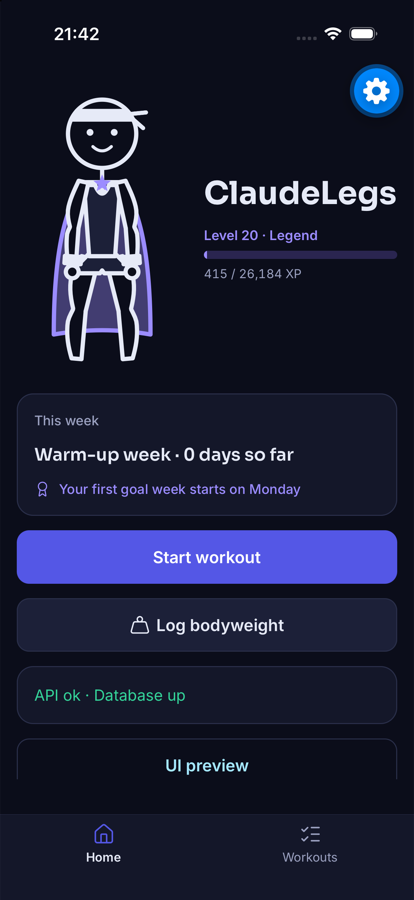 21:42
ClaudeLegs
Level 20 · Legend
415 / 26,184 XP
This week
Warm-up week · 0 days so far
Your first goal week starts on Monday
Start workout
Log bodyweight
API ok · Database up
UI preview
Home
Workouts